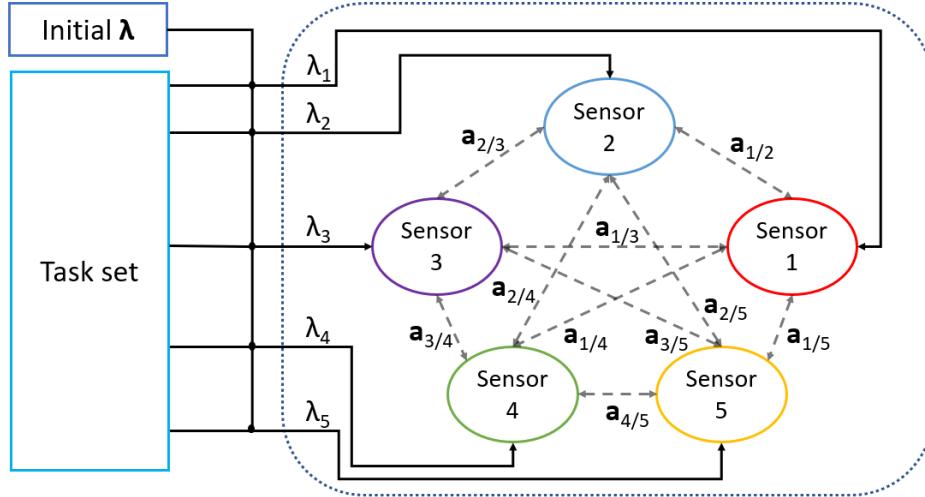 Initial λ
Task set
λ1
λ2
λ3
λ4
λ5
Sensor
2
a2/3
a1/2
Sensor
3
a1/3
Sensor
1
a2/4
a2/5
a3/4
a1/4
a3/5
a1/5
Sensor
4
a4/5
Sensor
5